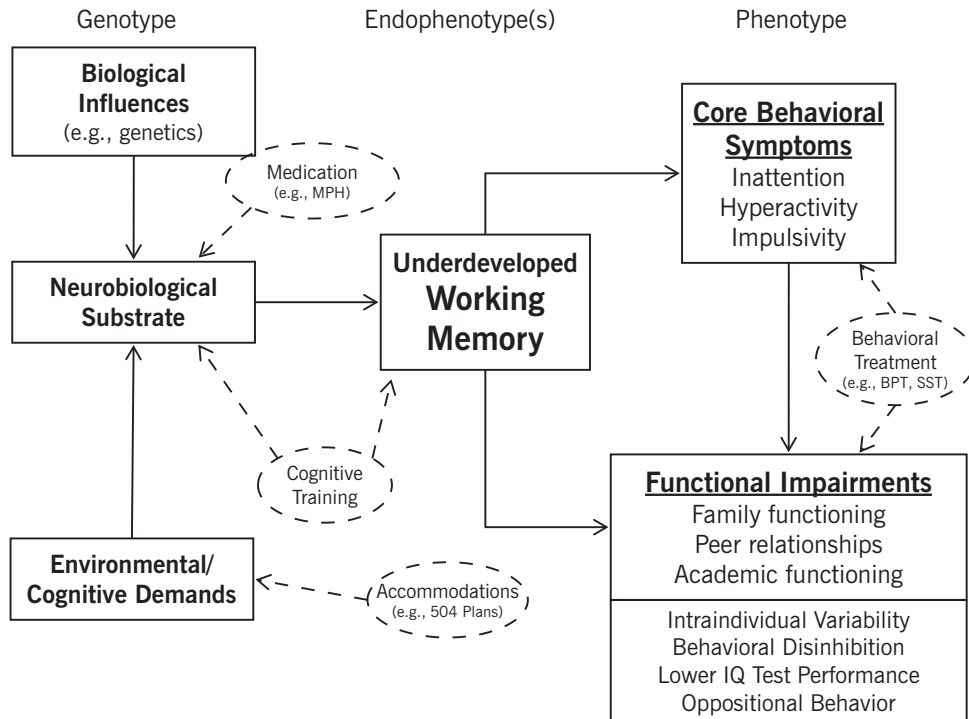 Genotype
Endophenotype(s)
Phenotype
Biological
Influences
(e.g., genetics)
Medication
(e.g., MPH)
Core Behavioral
Symptoms
Inattention
Hyperactivity
Impulsivity
Neurobiological
Substrate
Underdeveloped
Working
Memory
Behavioral
Treatment
(e.g., BPT, SST)
Cognitive
Training
Functional Impairments
Family functioning
Peer relationships
Academic functioning
Environmental/
Cognitive Demands
Accommodations
(e.g., 504 Plans)
Intraindividual Variability
Behavioral Disinhibition
Lower IQ Test Performance
Oppositional Behavior